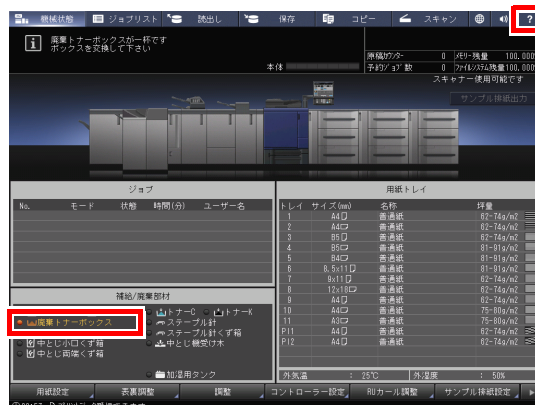 機械状態 ジョブリスト 読出し 保存 コピー スキャン ?
i 廃棄トナーボックスが一杯です
ボックスを交換して下さい
本体
原稿カウンター 0 メモリー残量 100.000%
予約ジョブ数 0 ファイルシステム残量100.000%
スキャナー使用可能です
サンプル排紙出力
ジョブ
No. モード 状態 時間(分) ユーザー名
補給/廃棄部材
廃棄トナーボックス
トナーC トナーK
ステープル針
ステープル針くず箱
中とじ小口くず箱 中とじ機受け木
中とじ両端くず箱
加湿用タンク
用紙トレイ
トレイ サイズ(mm) 名称 坪量
1 A4 普通紙 62-74g/m2
2 A4 普通紙 62-74g/m2
3 B5 普通紙 62-74g/m2
4 B5 普通紙 81-91g/m2
5 B4 普通紙 81-91g/m2
6 8.5x11 普通紙 81-91g/m2
7 9x11 普通紙 62-74g/m2
8 12x18 普通紙 62-74g/m2
9 A4 普通紙 62-74g/m2
10 A4 普通紙 75-80g/m2
11 A3 普通紙 75-80g/m2
PI1 A4 普通紙 62-74g/m2
PI2 A4 普通紙 62-74g/m2
外気温 : 25℃ 外湿度 : 50%
用紙設定 表裏調整 調整 コントローラー設定 RUカール調整 サンプル排紙設定